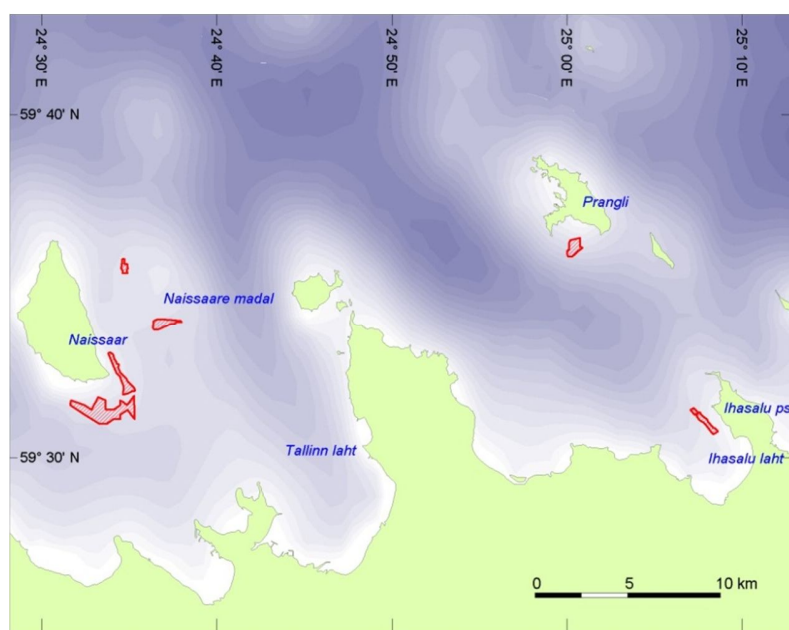 24° 30' E
24° 40' E
24° 50' E
25° 00' E
25° 10' E
59° 40' N
Prangli
Naissaare madal
Naissaar
Ihasalu ps
59° 30' N
Tallinn laht
Ihasalu laht
0 5 10 km